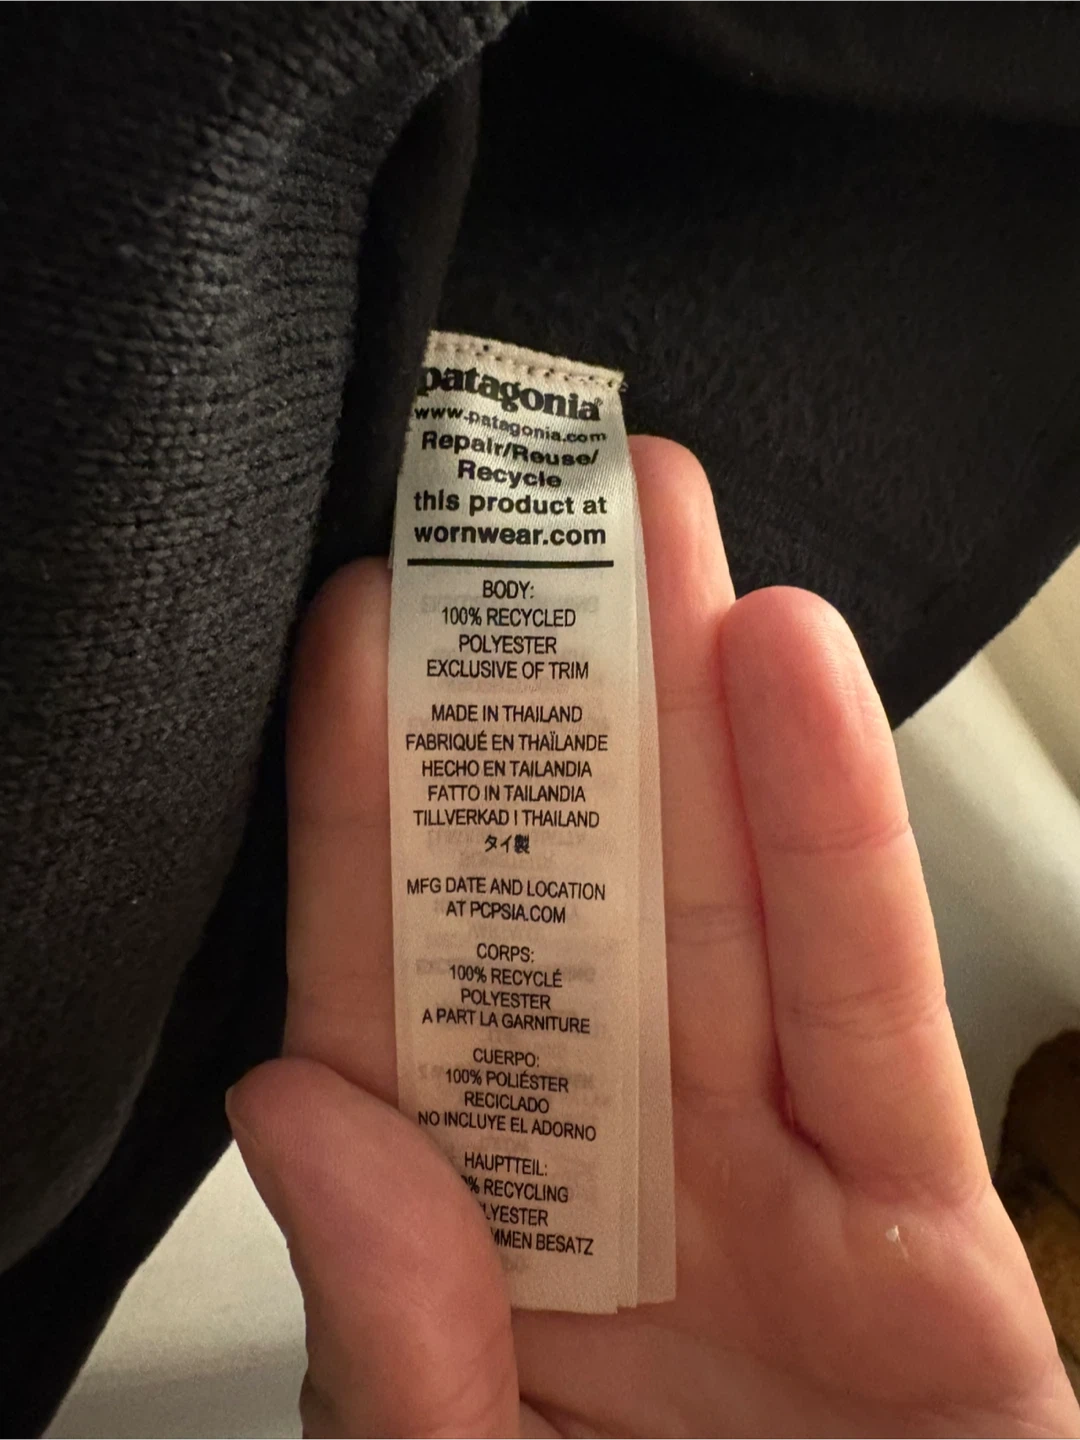 patagonia®
www.patagonia.com
Repair/Reuse/
Recycle
this product at
wornwear.com
BODY:
100% RECYCLED
POLYESTER
EXCLUSIVE OF TRIM
MADE IN THAILAND
FABRIQUÉ EN THAÏLANDE
HECHO EN TAILANDIA
FATTO IN TAILANDIA
TILLVERKAD I THAILAND
タイ製
MFG DATE AND LOCATION
AT PCPSIA.COM
CORPS:
100% RECYCLÉ
POLYESTER
A PART LA GARNITURE
CUERPO:
100% POLIÉSTER
RECICLADO
NO INCLUYE EL ADORNO
HAUPTTEIL:
% RECYCLING
LYESTER
MMEN BESATZ